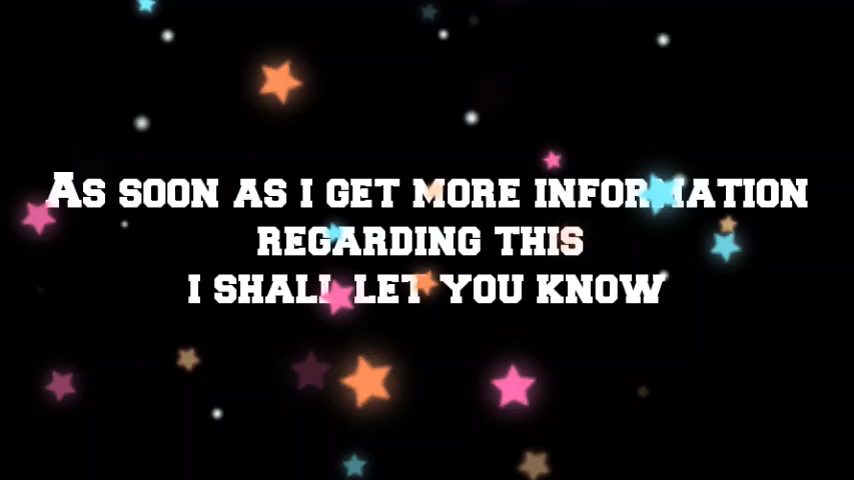 As soon as I get more information
regarding this
I shall let you know